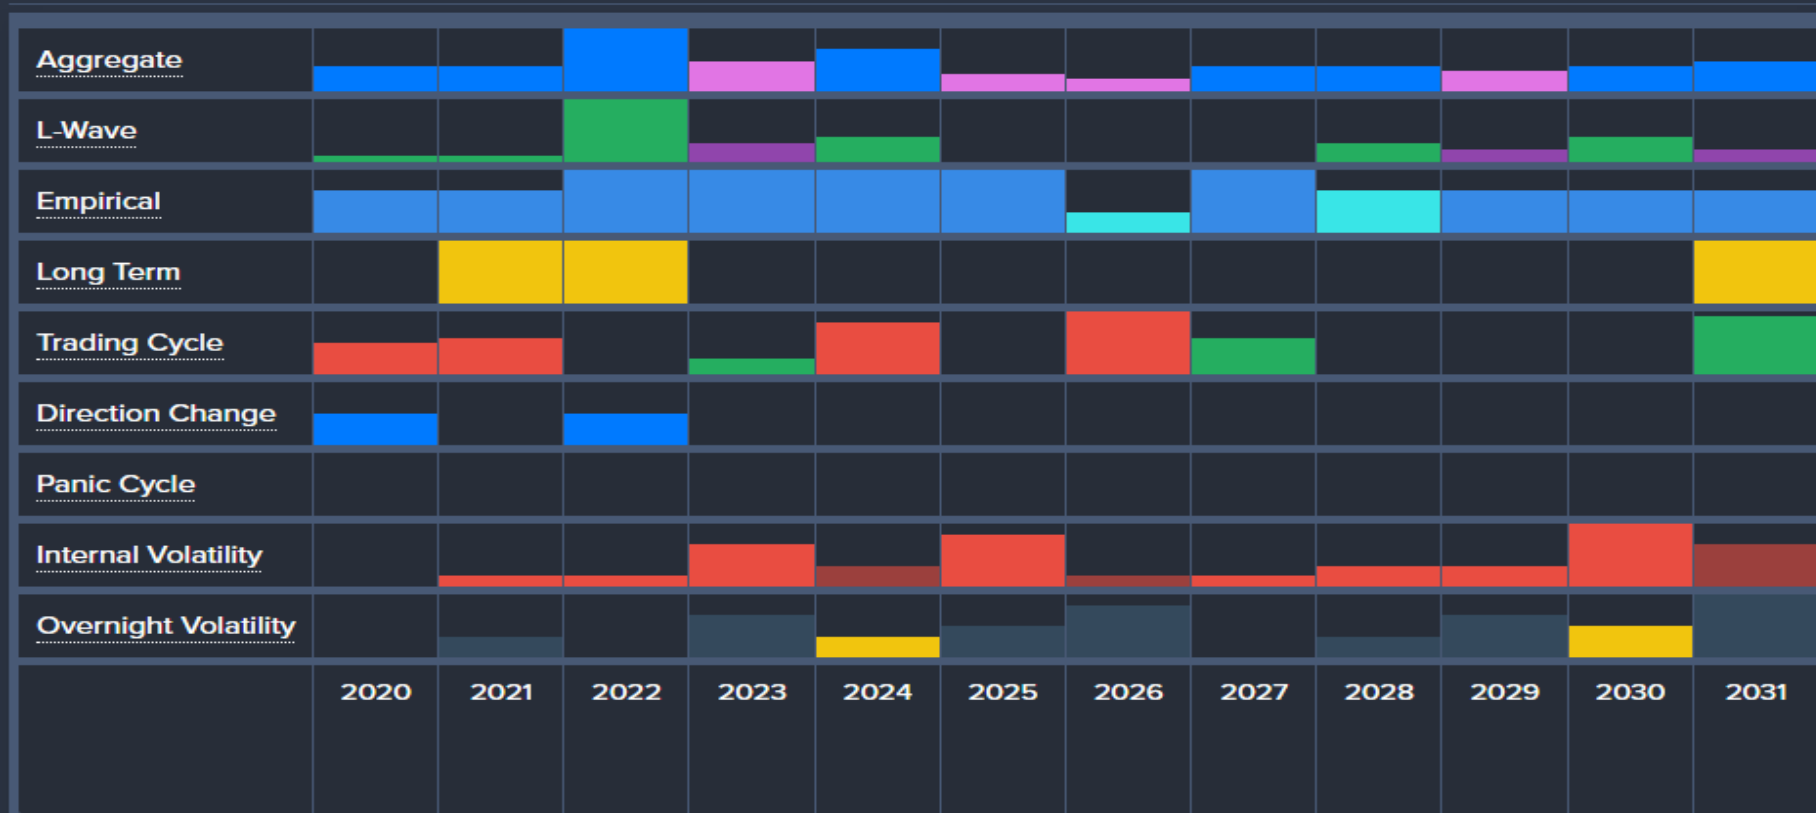 Aggregate
L-Wave
Empirical
Long Term
Trading Cycle
Direction Change
Panic Cycle
Internal Volatility
Overnight Volatility
2020 2021 2022 2023 2024 2025 2026 2027 2028 2029 2030 2031